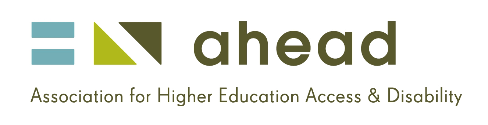 ahead
Association for Higher Education Access & Disability